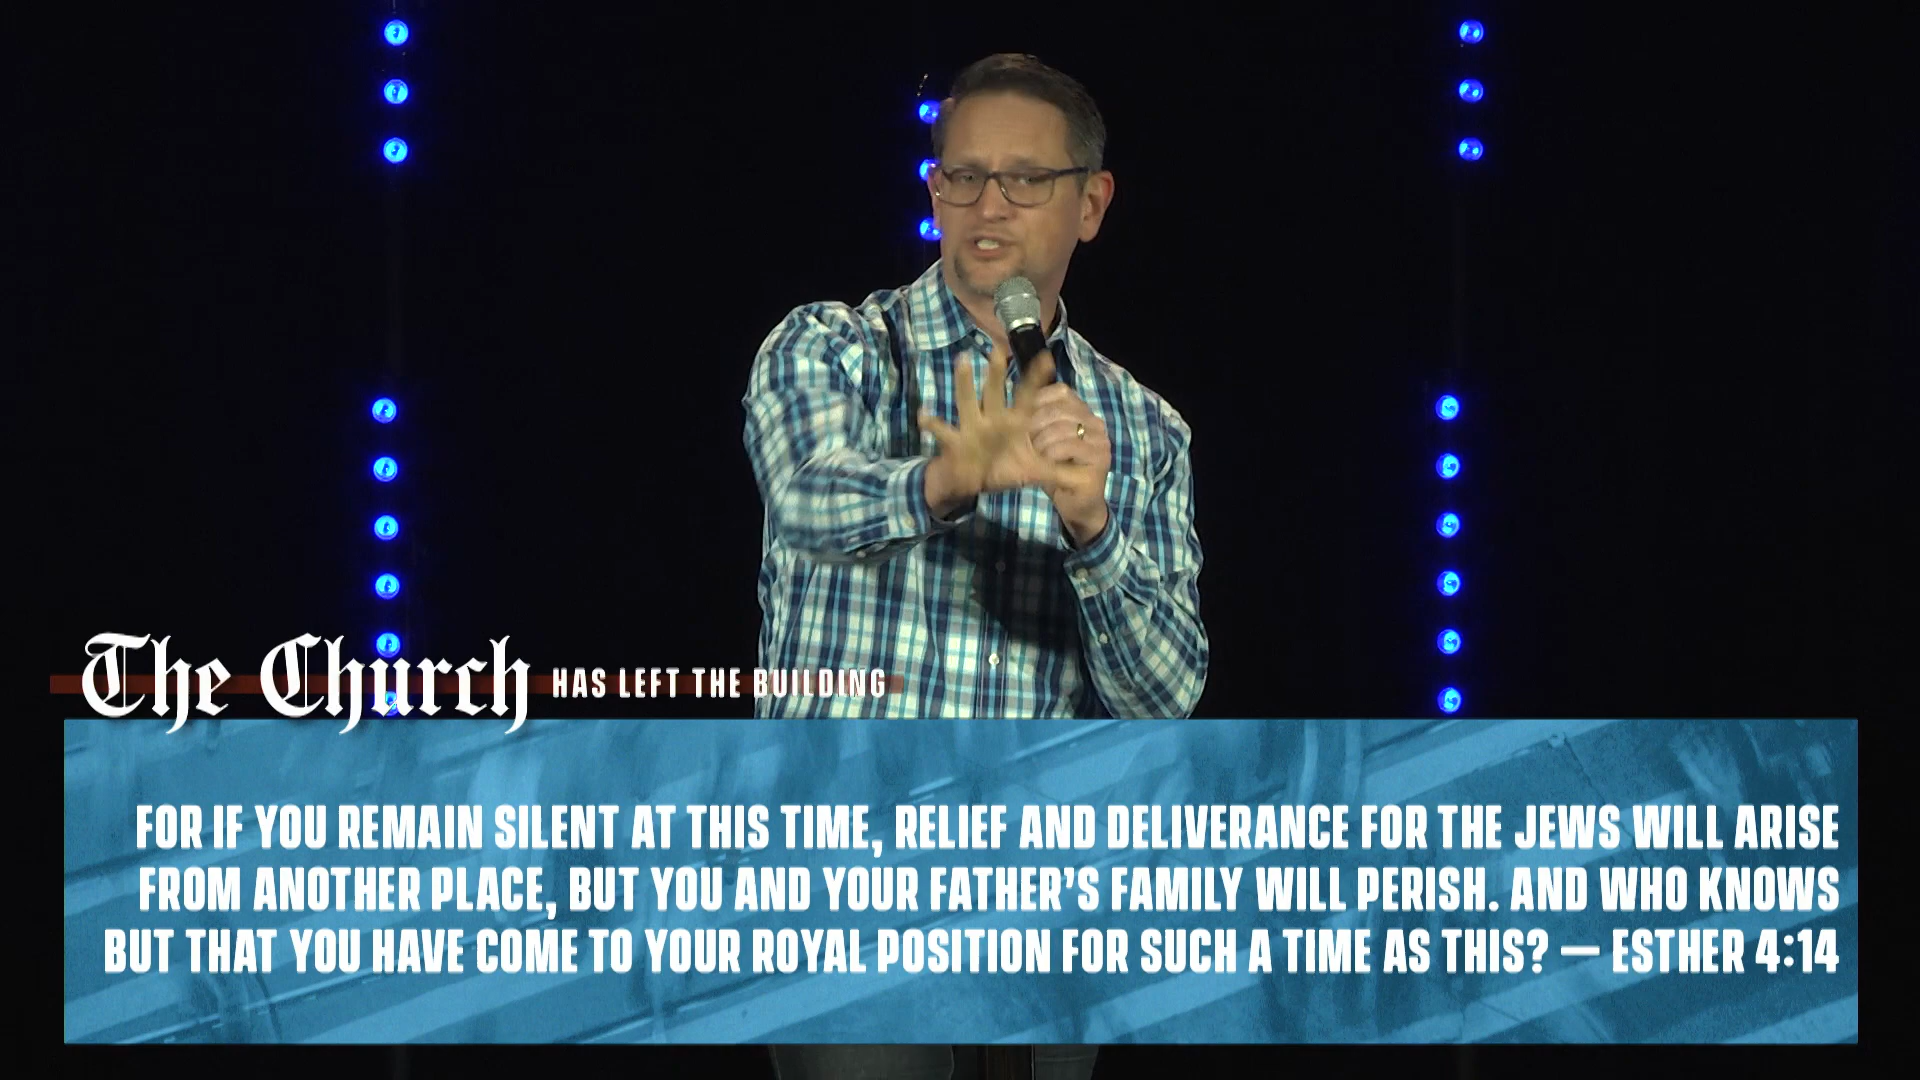 The Church HAS LEFT THE BUILDING
FOR IF YOU REMAIN SILENT AT THIS TIME, RELIEF AND DELIVERANCE FOR THE JEWS WILL ARISE
FROM ANOTHER PLACE, BUT YOU AND YOUR FATHER’S FAMILY WILL PERISH. AND WHO KNOWS
BUT THAT YOU HAVE COME TO YOUR ROYAL POSITION FOR SUCH A TIME AS THIS? — ESTHER 4:14